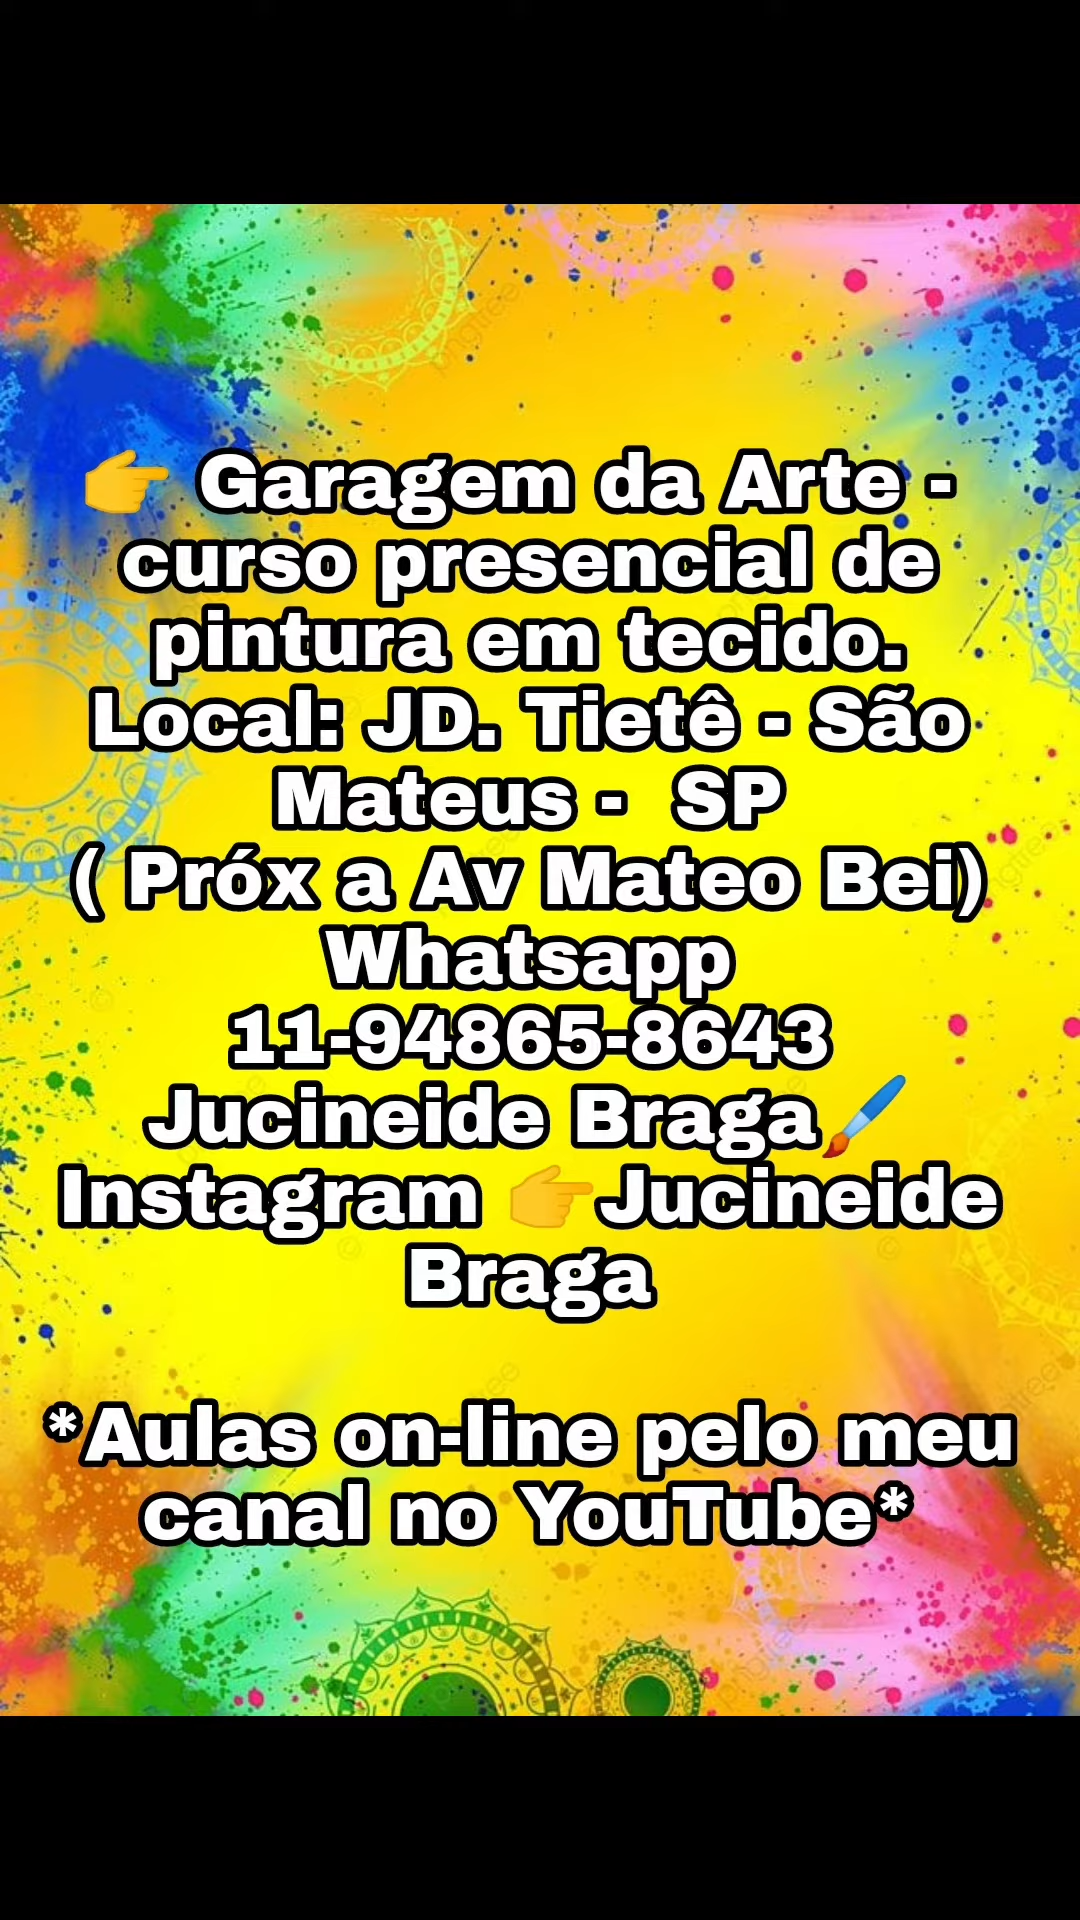 👉 Garagem da Arte -
curso presencial de
pintura em tecido.
Local: JD. Tietê - São
Mateus -  SP
( Próx a Av Mateo Bei)
Whatsapp
11-94865-8643
Jucineide Braga🖌️
Instagram 👉Jucineide
Braga
*Aulas on-line pelo meu
canal no YouTube*